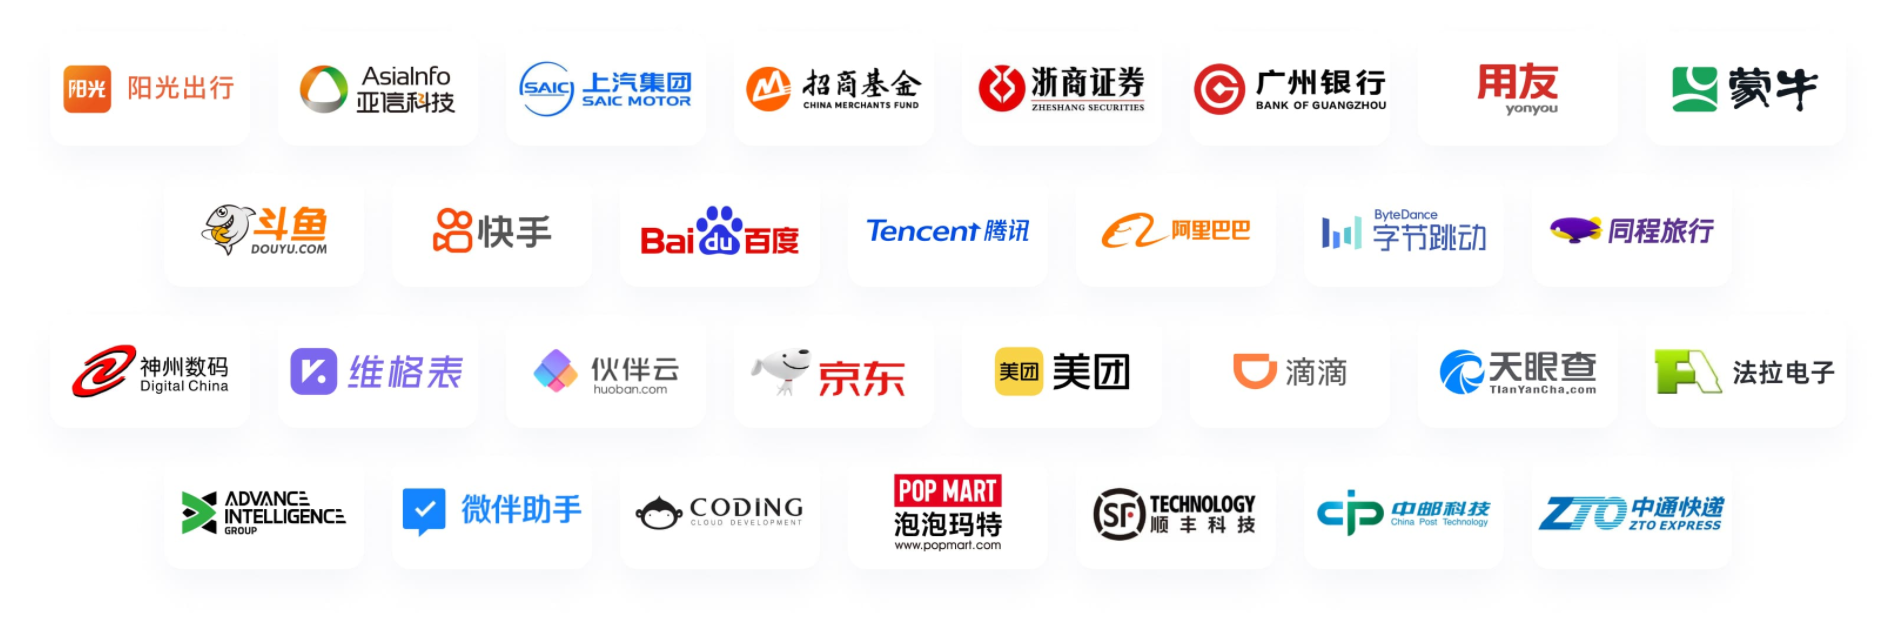 阳光 阳光出行
AsiaInfo
亚信科技
SAIC 上汽集团
SAIC MOTOR
招商基金
CHINA MERCHANTS FUND
浙商证券
ZHESHANG SECURITIES
广州银行
BANK OF GUANGZHOU
用友
yonyou
蒙牛
斗鱼
DOUYU.COM
快手
Bai du 百度
Tencent 腾讯
阿里巴巴
ByteDance
字节跳动
同程旅行
神州数码
Digital China
维格表
伙伴云
huoban.com
京东
美团 美团
滴滴
天眼查
TianYanCha.com
法拉电子
ADVANCE
INTELLIGENCE
GROUP
微伴助手
CODING
CLOUD DEVELOPMENT
POP MART
泡泡玛特
www.popmart.com
SF TECHNOLOGY
顺丰科技
中邮科技
China Post Technology
ZTO 中通快递
ZTO EXPRESS